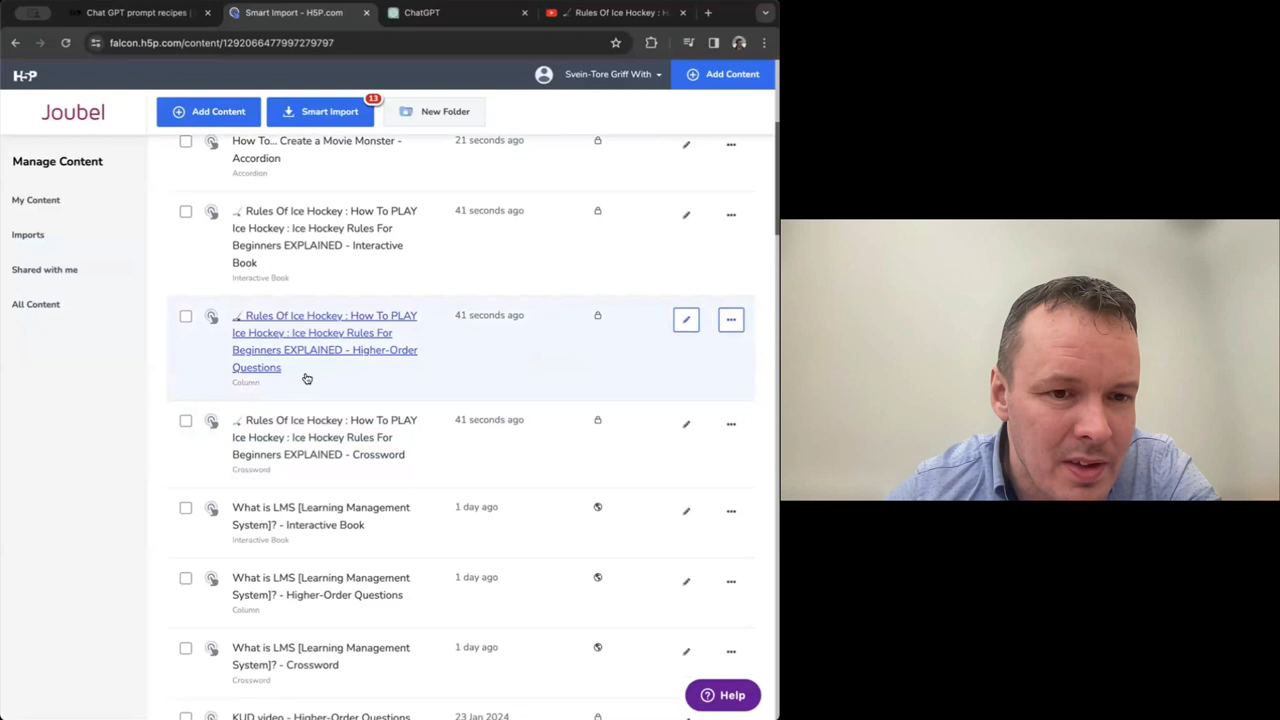 Chat GPT prompt recipes
Smart Import - H5P.com
ChatGPT
Rules Of Ice Hockey : H
falcon.h5p.com/content/1292066477997279797
H5P
Svein-Tore Griff With
Add Content
Joubel
Add Content
Smart Import
13
New Folder
Manage Content
My Content
Imports
Shared with me
All Content
How To... Create a Movie Monster -
Accordion
Accordion
21 seconds ago
Rules Of Ice Hockey : How To PLAY
Ice Hockey : Ice Hockey Rules For
Beginners EXPLAINED - Interactive
Book
Interactive Book
41 seconds ago
Rules Of Ice Hockey : How To PLAY
Ice Hockey : Ice Hockey Rules For
Beginners EXPLAINED - Higher-Order
Questions
Column
41 seconds ago
Rules Of Ice Hockey : How To PLAY
Ice Hockey : Ice Hockey Rules For
Beginners EXPLAINED - Crossword
Crossword
41 seconds ago
What is LMS [Learning Management
System]? - Interactive Book
Interactive Book
1 day ago
What is LMS [Learning Management
System]? - Higher-Order Questions
Column
1 day ago
What is LMS [Learning Management
System]? - Crossword
Crossword
1 day ago
KUD video - Higher-Order Questions
23 Jan 2024
Help